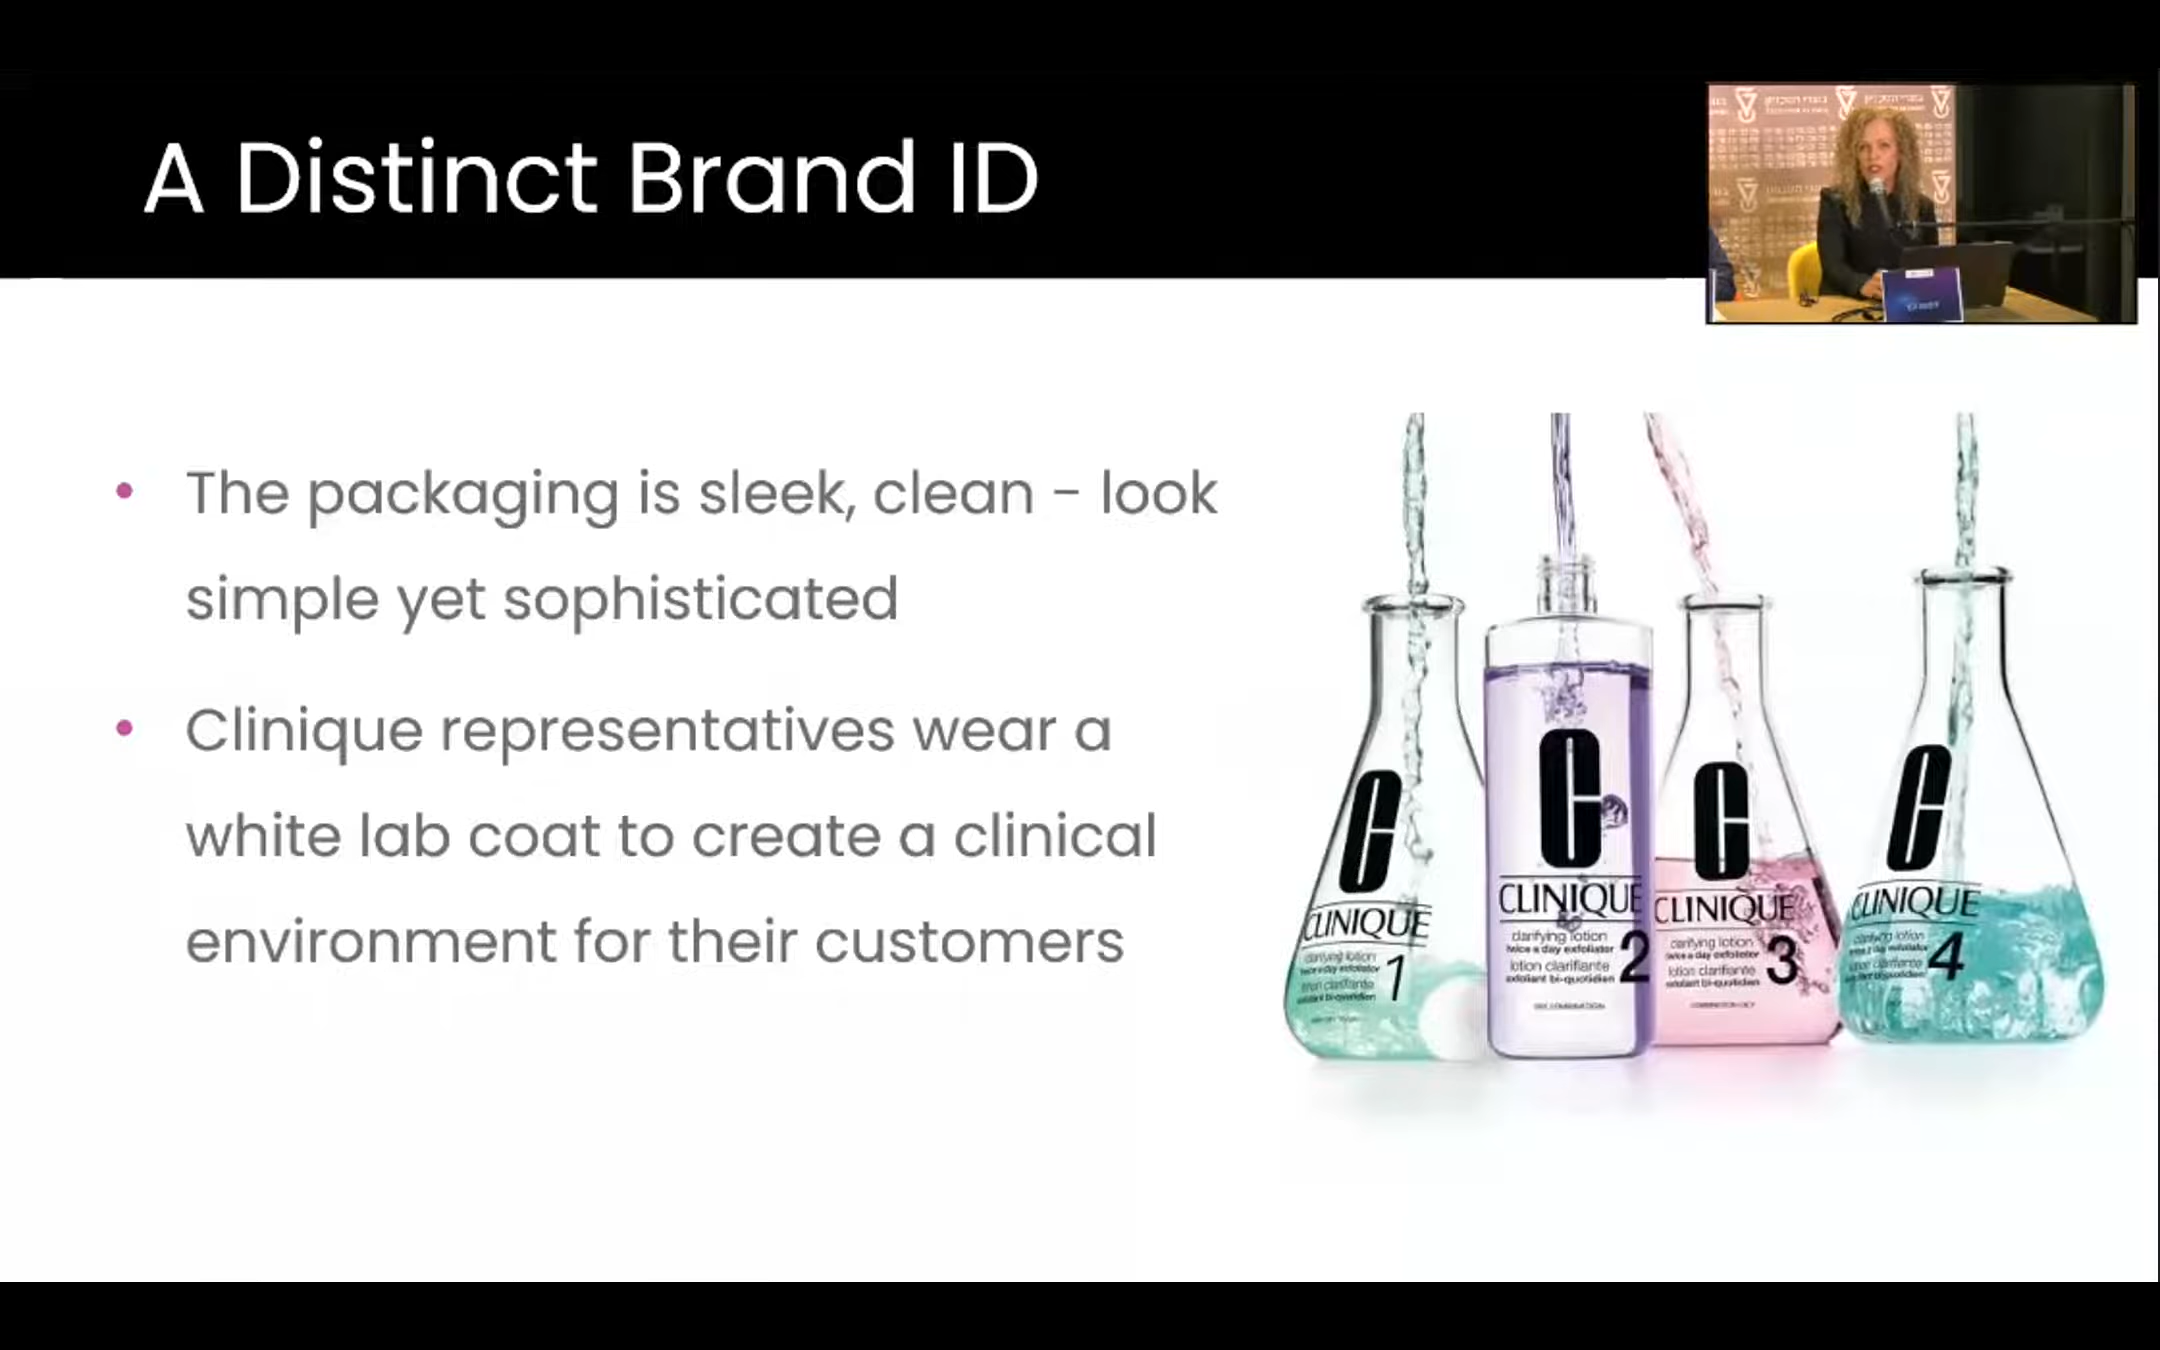 A Distinct Brand ID
• The packaging is sleek, clean - look
simple yet sophisticated
• Clinique representatives wear a
white lab coat to create a clinical
environment for their customers
C
CLINIQUE
clarifying lotion
twice a day exfoliator
lotion clarifiante
exfoliant bi-quotidien
1
C
CLINIQUE
clarifying lotion
twice a day exfoliator
lotion clarifiante
exfoliant bi-quotidien
2
C
CLINIQUE
clarifying lotion
twice a day exfoliator
lotion clarifiante
exfoliant bi-quotidien
3
C
CLINIQUE
clarifying lotion
twice a day exfoliator
lotion clarifiante
exfoliant bi-quotidien
4